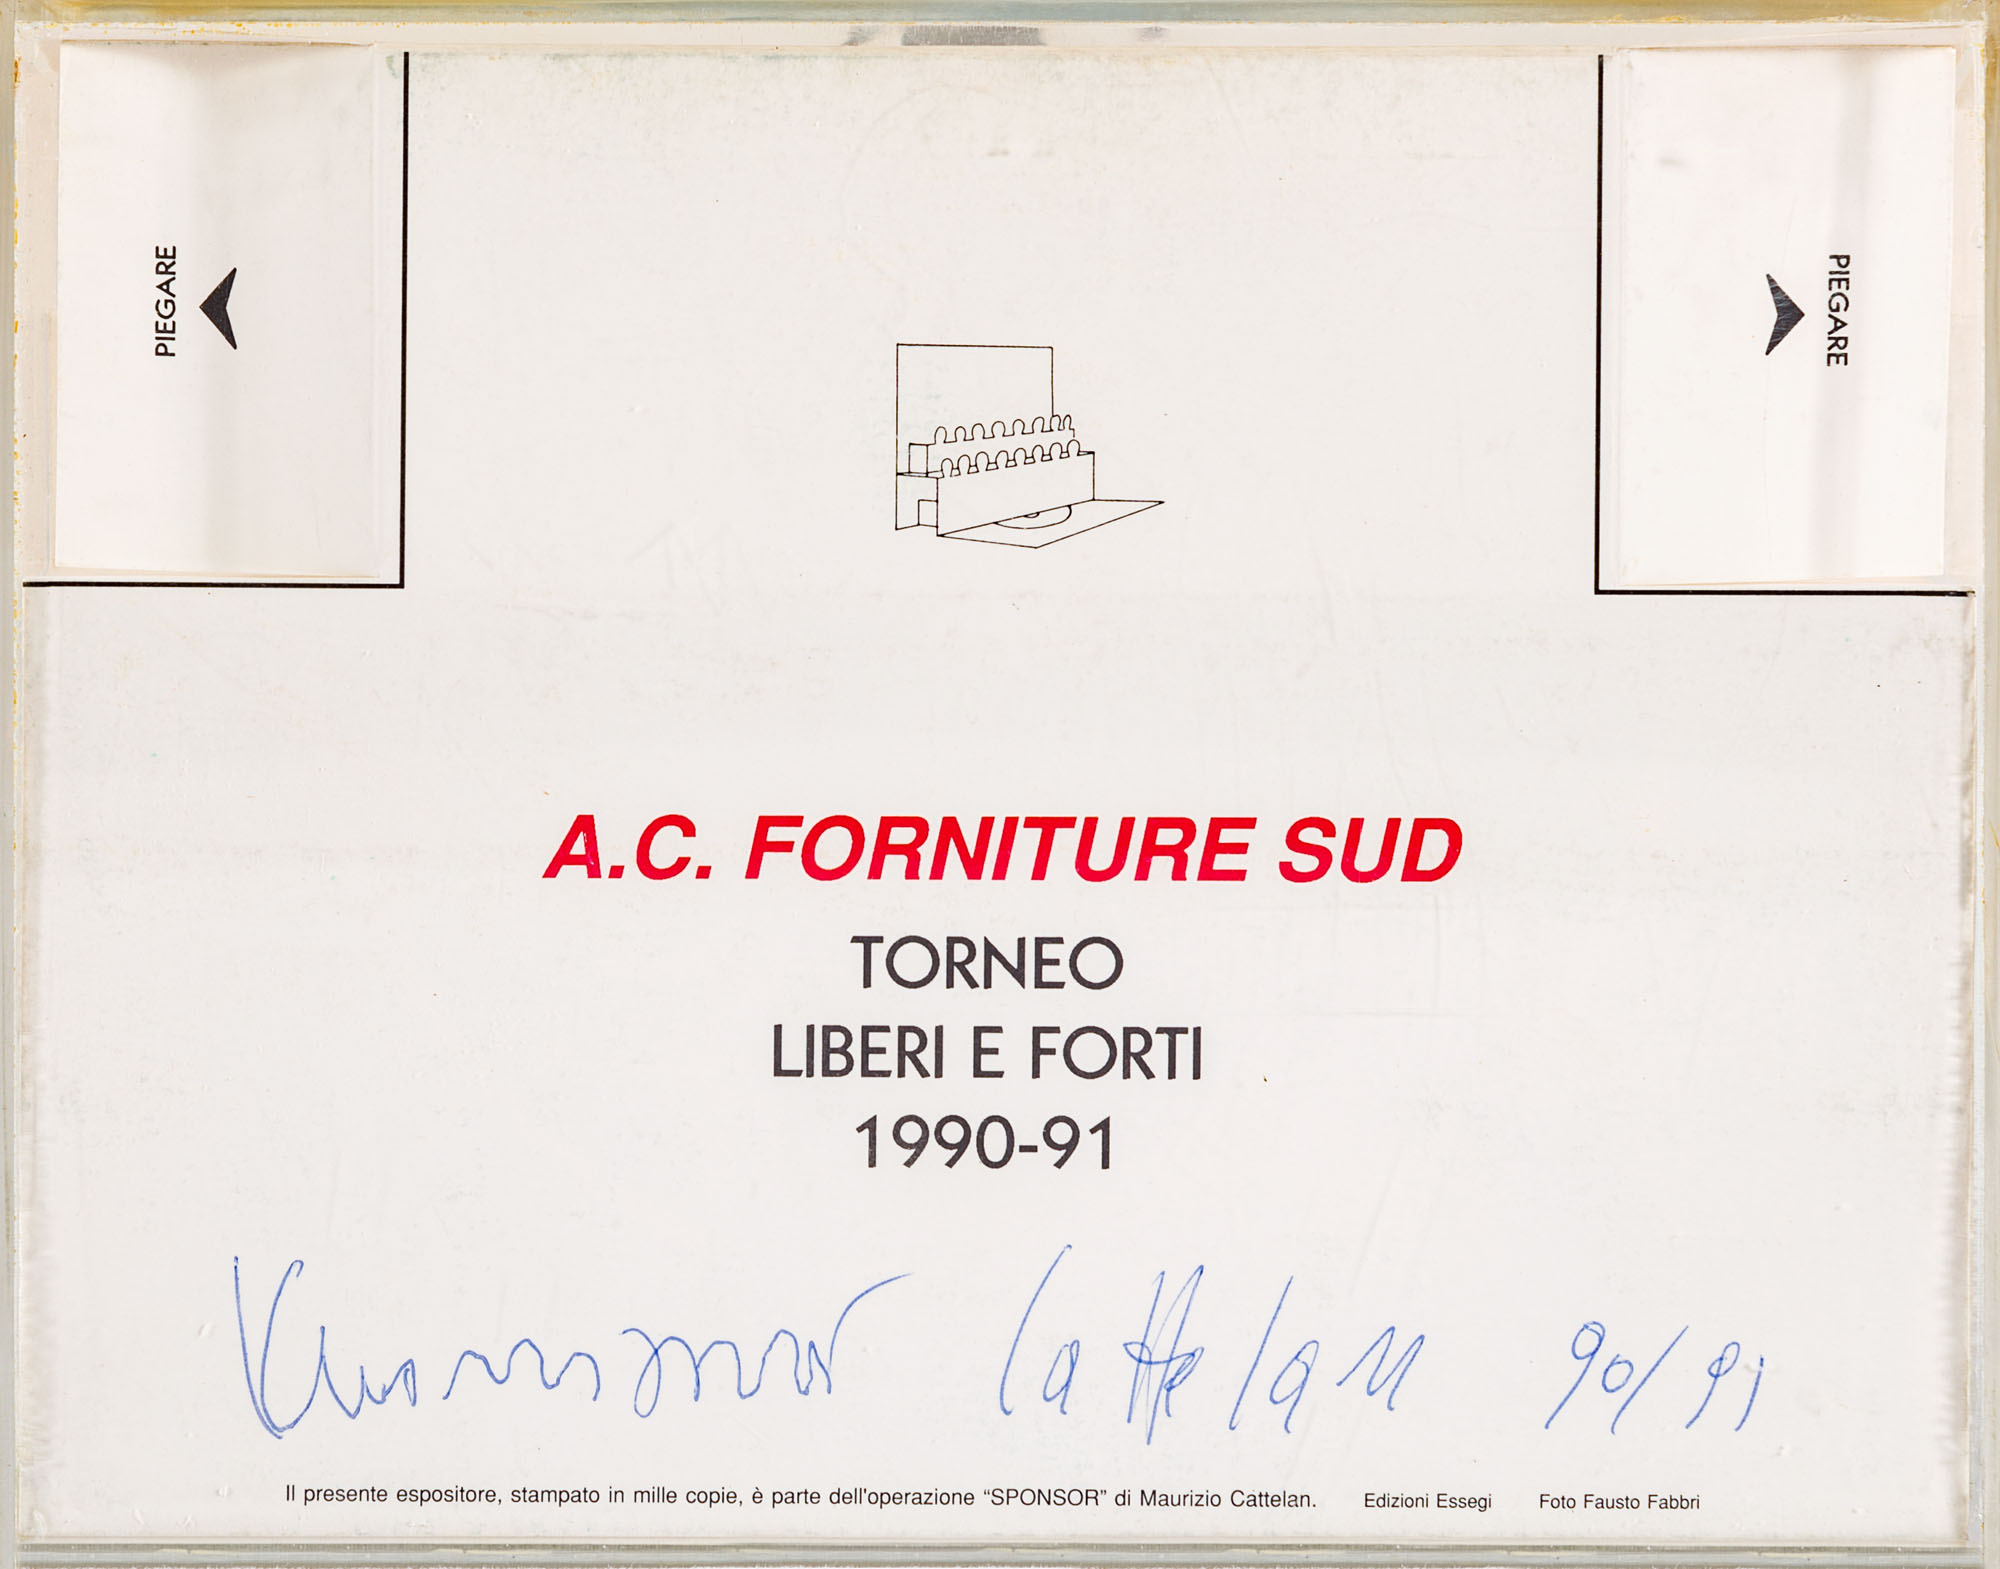 PIEGARE
PIEGARE
A.C. FORNITURE SUD
TORNEO
LIBERI E FORTI
1990-91
Maurizio Cattelan 90/91
Il presente espositore, stampato in mille copie, è parte dell'operazione “SPONSOR” di Maurizio Cattelan. Edizioni Essegi Foto Fausto Fabbri